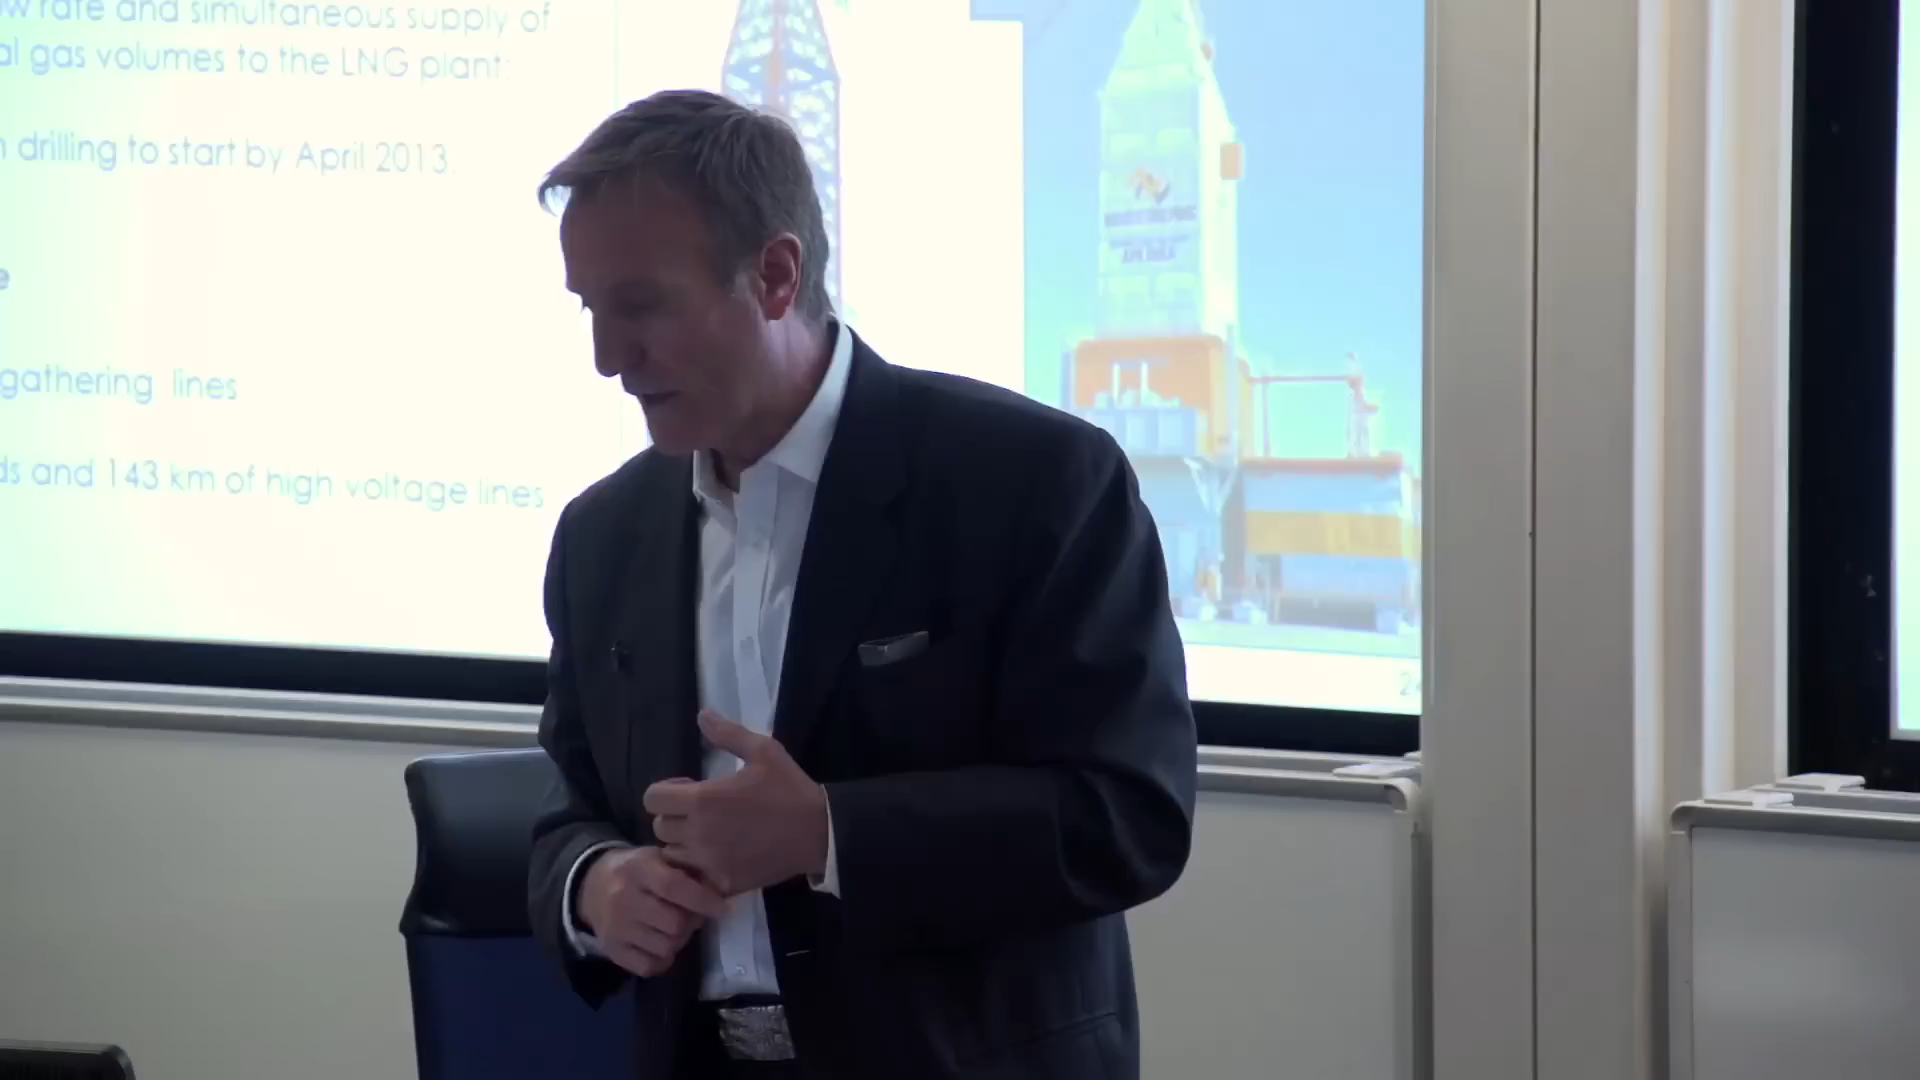 w rate and simultaneous supply of
al gas volumes to the LNG plant:
drilling to start by April 2013.
e
gathering lines
ds and 143 km of high voltage lines